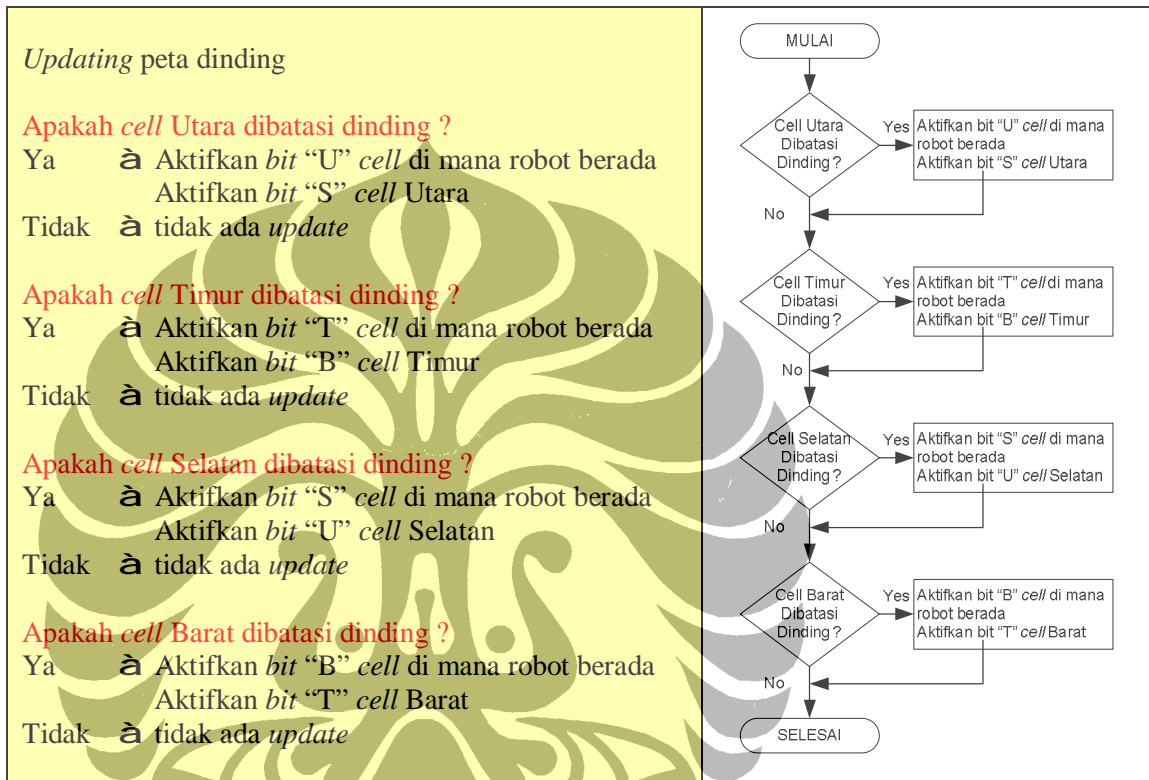 Updating peta dinding
Apakah cell Utara dibatasi dinding ?
Ya à Aktifkan bit “U” cell di mana robot berada
Aktifkan bit “S” cell Utara
Tidak à tidak ada update
Apakah cell Timur dibatasi dinding ?
Ya à Aktifkan bit “T” cell di mana robot berada
Aktifkan bit “B” cell Timur
Tidak à tidak ada update
Apakah cell Selatan dibatasi dinding ?
Ya à Aktifkan bit “S” cell di mana robot berada
Aktifkan bit “U” cell Selatan
Tidak à tidak ada update
Apakah cell Barat dibatasi dinding ?
Ya à Aktifkan bit “B” cell di mana robot berada
Aktifkan bit “T” cell Barat
Tidak à tidak ada update
MULAI
Cell Utara
Dibatasi
Dinding ?
Yes
Aktifkan bit “U” cell di mana
robot berada
Aktifkan bit “S” cell Utara
No
Cell Timur
Dibatasi
Dinding ?
Yes
Aktifkan bit “T” cell di mana
robot berada
Aktifkan bit “B” cell Timur
No
Cell Selatan
Dibatasi
Dinding ?
Yes
Aktifkan bit “S” cell di mana
robot berada
Aktifkan bit “U” cell Selatan
No
Cell Barat
Dibatasi
Dinding ?
Yes
Aktifkan bit “B” cell di mana
robot berada
Aktifkan bit “T” cell Barat
No
SELESAI